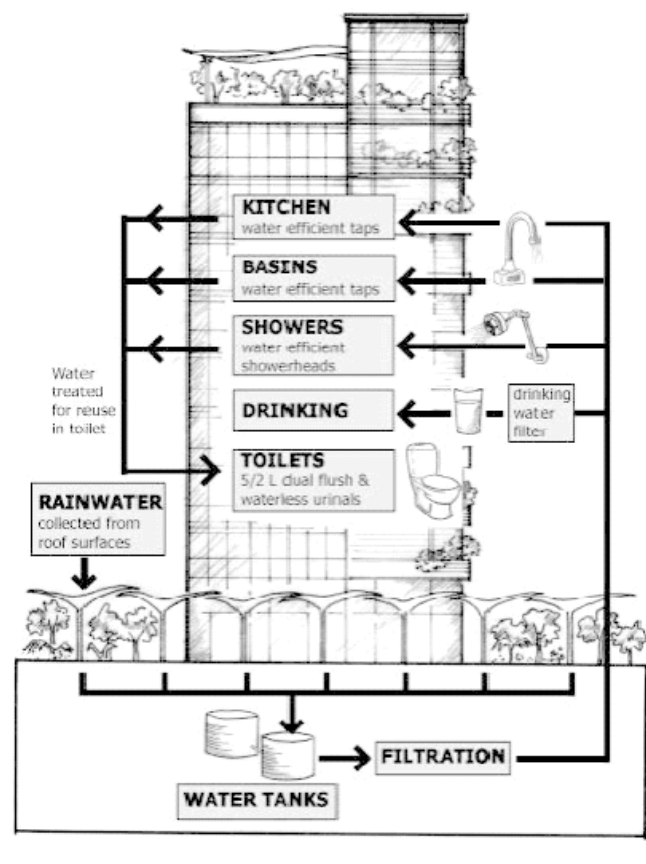 KITCHEN
water efficient taps
BASINS
water efficient taps
SHOWERS
water efficient
showerheads
Water
treated
for reuse
in toilet
DRINKING
drinking
water
filter
TOILETS
5/2 L dual flush &
waterless urinals
RAINWATER
collected from
roof surfaces
FILTRATION
WATER TANKS